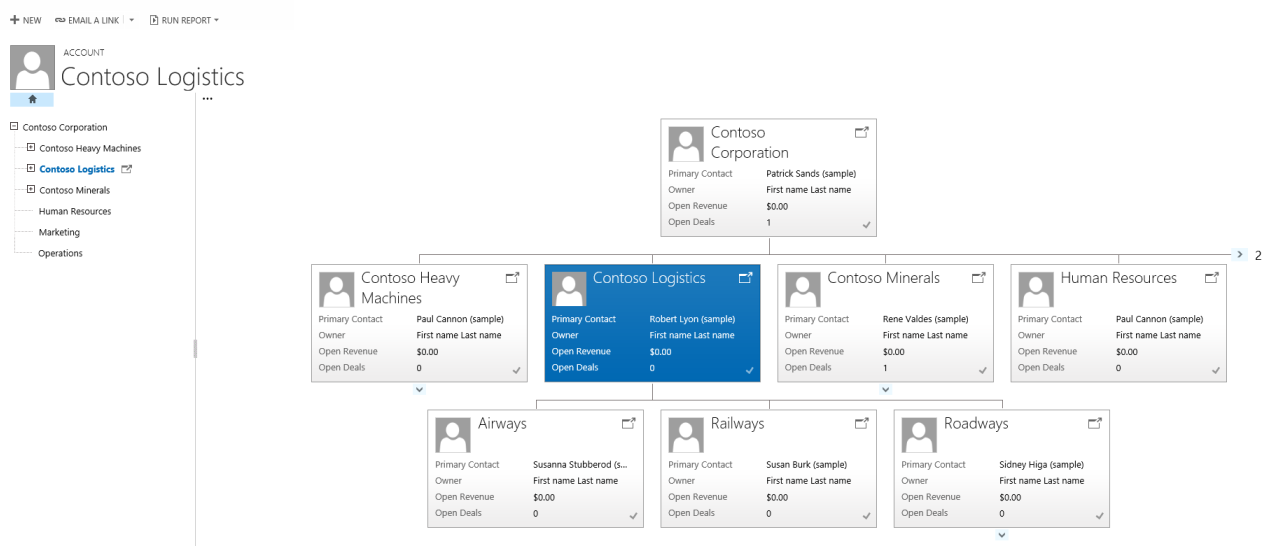 NEW EMAIL A LINK RUN REPORT
ACCOUNT
Contoso Logistics
...
Contoso Corporation
Contoso Heavy Machines
Contoso Logistics
Contoso Minerals
Human Resources
Marketing
Operations
Contoso
Corporation
Primary Contact Patrick Sands (sample)
Owner First name Last name
Open Revenue $0.00
Open Deals 1
2
Contoso Heavy
Machines
Primary Contact Paul Cannon (sample)
Owner First name Last name
Open Revenue $0.00
Open Deals 0
Contoso Logistics
Primary Contact Robert Lyon (sample)
Owner First name Last name
Open Revenue $0.00
Open Deals 0
Contoso Minerals
Primary Contact Rene Valdes (sample)
Owner First name Last name
Open Revenue $0.00
Open Deals 1
Human Resources
Primary Contact Paul Cannon (sample)
Owner First name Last name
Open Revenue $0.00
Open Deals 0
Airways
Primary Contact Susanna Stubberod (s...
Owner First name Last name
Open Revenue $0.00
Open Deals 0
Railways
Primary Contact Susan Burk (sample)
Owner First name Last name
Open Revenue $0.00
Open Deals 0
Roadways
Primary Contact Sidney Higa (sample)
Owner First name Last name
Open Revenue $0.00
Open Deals 0